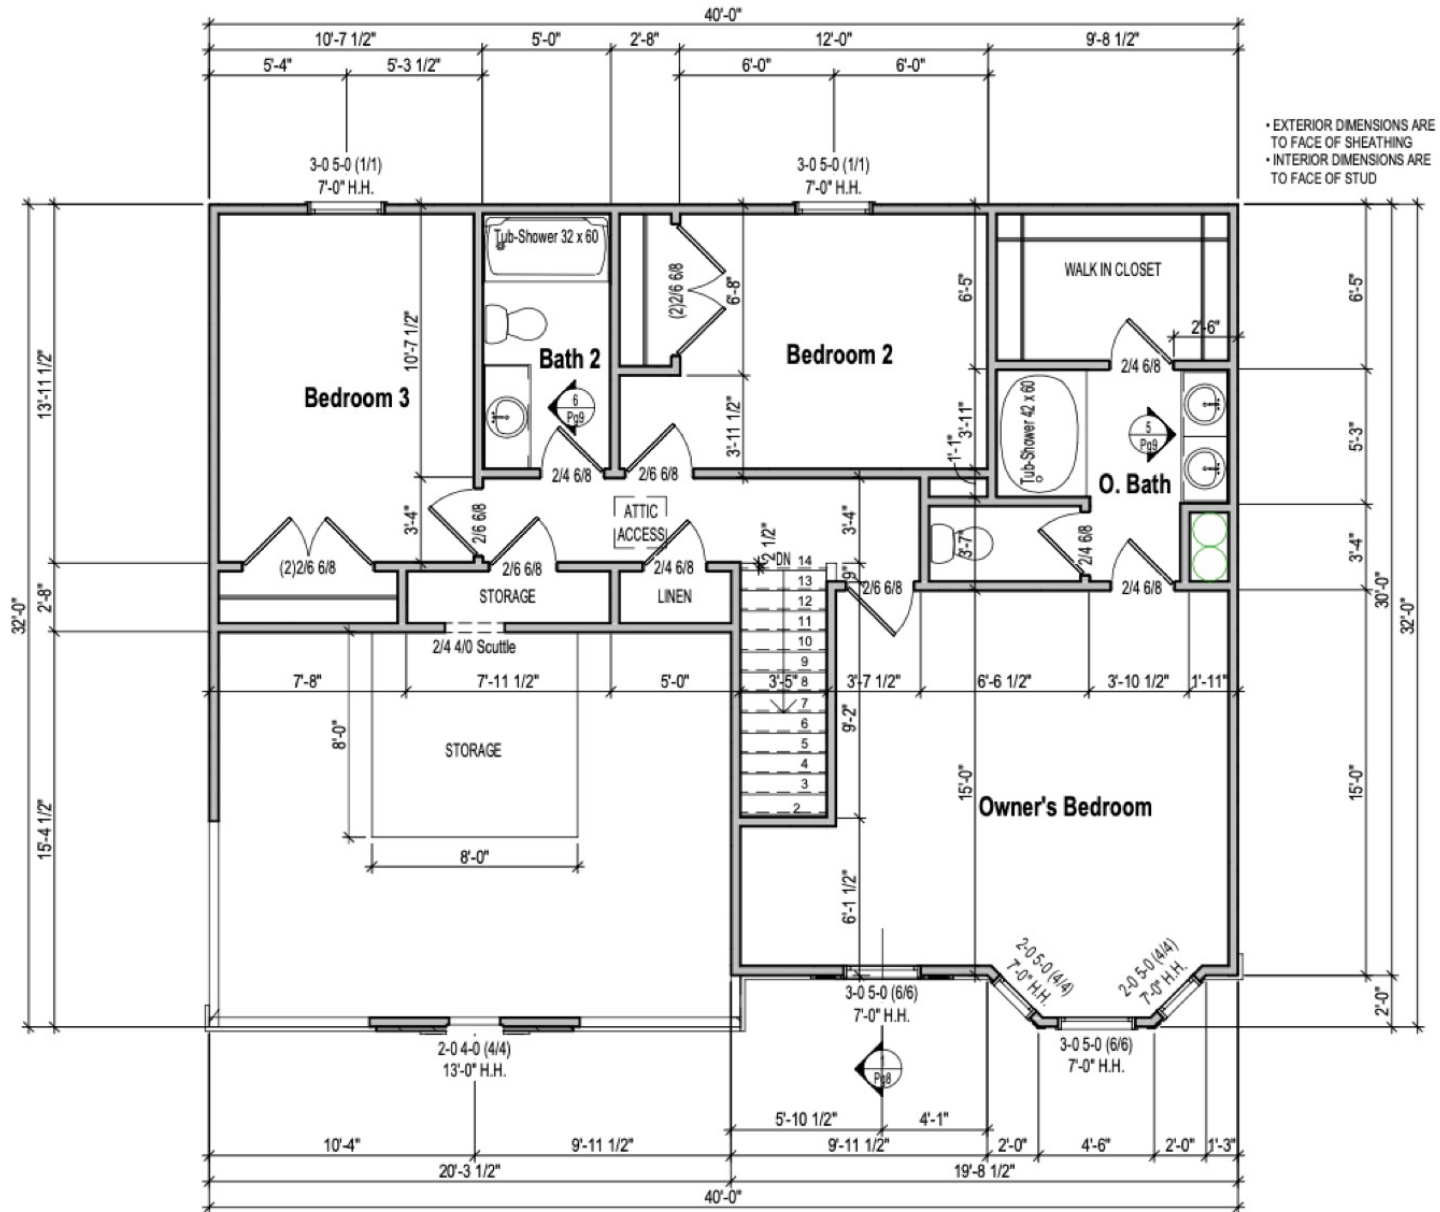 40'-0"
10'-7 1/2" 5'-0" 2'-8" 12'-0" 9'-8 1/2"
5'-4" 5'-3 1/2" 6'-0" 6'-0"
• EXTERIOR DIMENSIONS ARE
TO FACE OF SHEATHING
• INTERIOR DIMENSIONS ARE
TO FACE OF STUD
3-0 5-0 (1/1)
7'-0" H.H.
3-0 5-0 (1/1)
7'-0" H.H.
Tub-Shower 32 x 60
WALK IN CLOSET
(2)2/6 6/8
6'-8"
6'-5"
6'-5"
2'-6"
10'-7 1/2"
13'-11 1/2"
Bath 2
Bedroom 2
Bedroom 3
2/4 6/8
6
Pg9
Tub-Shower 42 x 60
5
Pg9
3'-11 1/2"
3'-11"
1'-1"
5'-3"
2/4 6/8
2/6 6/8
O. Bath
ATTIC
ACCESS
3'-4"
2/6 6/8
3'-4"
3'-7"
2/4 6/8
3'-4"
2 1/2"
DN
9"
(2)2/6 6/8
2/6 6/8
2/4 6/8
2/6 6/8
2/4 6/8
STORAGE
LINEN
2'-8"
32'-0"
30'-0"
32'-0"
14
13
12
11
10
9
8
7
6
5
4
3
2
2/4 4/0 Scuttle
7'-8" 7'-11 1/2" 5'-0" 3'-5" 3'-7 1/2" 6'-6 1/2" 3'-10 1/2" 1'-11"
8'-0"
STORAGE
9'-2"
15'-0"
15'-0"
Owner's Bedroom
15'-4 1/2"
8'-0"
6'-1 1/2"
2-0 5-0 (4/4)
7'-0" H.H.
2-0 5-0 (4/4)
7'-0" H.H.
2'-0"
3-0 5-0 (6/6)
7'-0" H.H.
2-0 4-0 (4/4)
13'-0" H.H.
3-0 5-0 (6/6)
7'-0" H.H.
Pg8
5'-10 1/2" 4'-1"
10'-4" 9'-11 1/2" 9'-11 1/2" 2'-0" 4'-6" 2'-0" 1'-3"
20'-3 1/2" 19'-8 1/2"
40'-0"